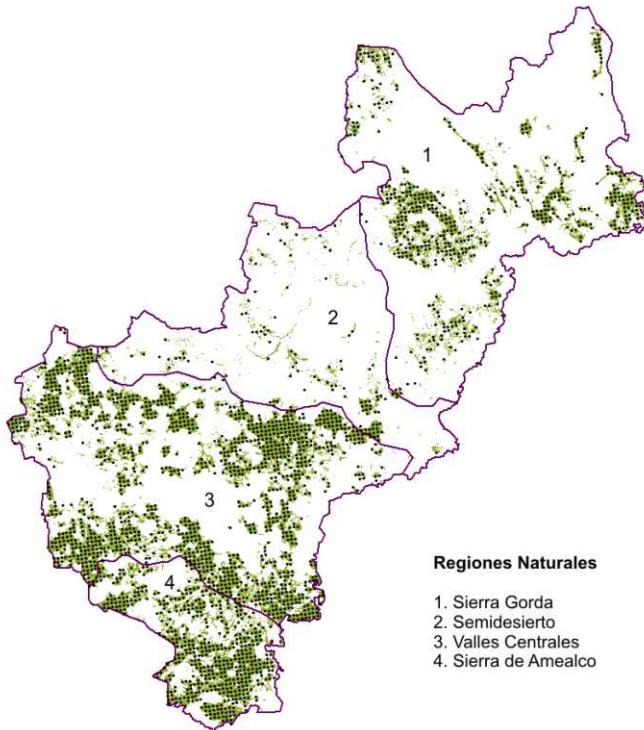 1
2
3
4
Regiones Naturales
1. Sierra Gorda
2. Semidesierto
3. Valles Centrales
4. Sierra de Amealco